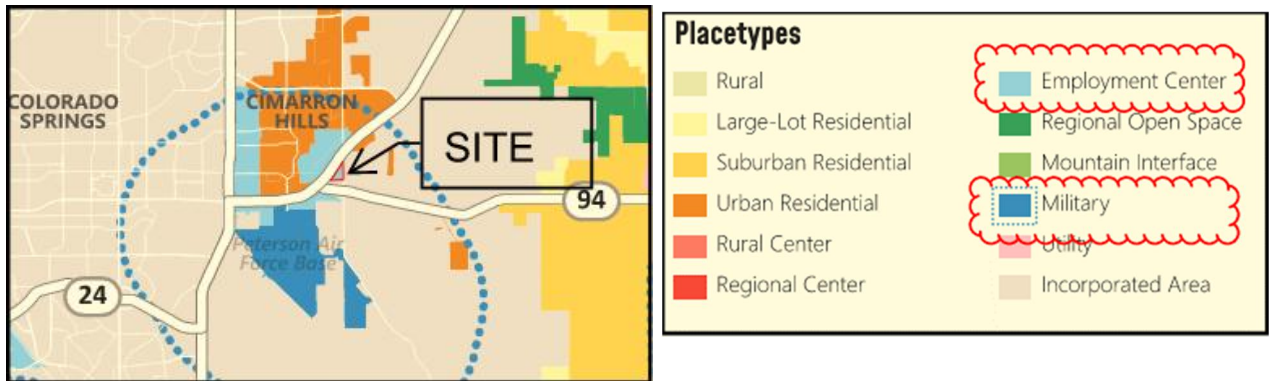 COLORADO
SPRINGS
CIMARRON
HILLS
SITE
94
Peterson Air
Force Base
24
Placetypes
Rural
Large-Lot Residential
Suburban Residential
Urban Residential
Rural Center
Regional Center
Employment Center
Regional Open Space
Mountain Interface
Military
Utility
Incorporated Area